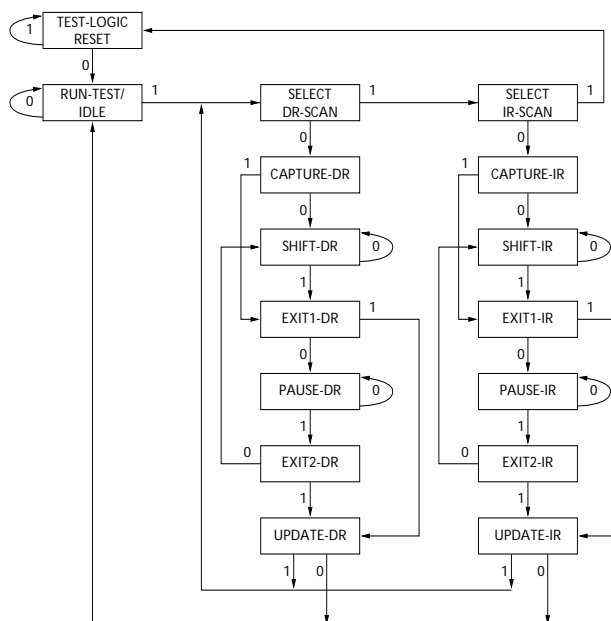 TEST-LOGIC
RESET
1
0
RUN-TEST/
IDLE
0
1
SELECT
DR-SCAN
1
SELECT
IR-SCAN
1
0
0
1
CAPTURE-DR
1
CAPTURE-IR
0
0
SHIFT-DR
0
SHIFT-IR
0
1
1
EXIT1-DR
1
EXIT1-IR
1
0
0
PAUSE-DR
0
PAUSE-IR
0
1
1
0
EXIT2-DR
0
EXIT2-IR
1
1
UPDATE-DR
UPDATE-IR
1
0
1
0